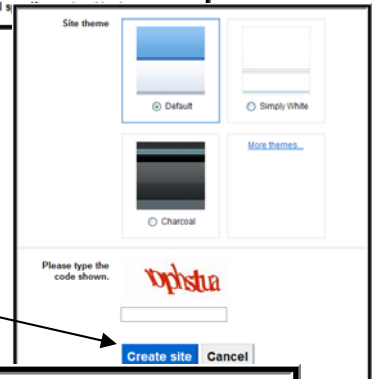 Site theme
Default
Simply White
More themes...
Charcoal
Please type the
code shown.
Create site Cancel